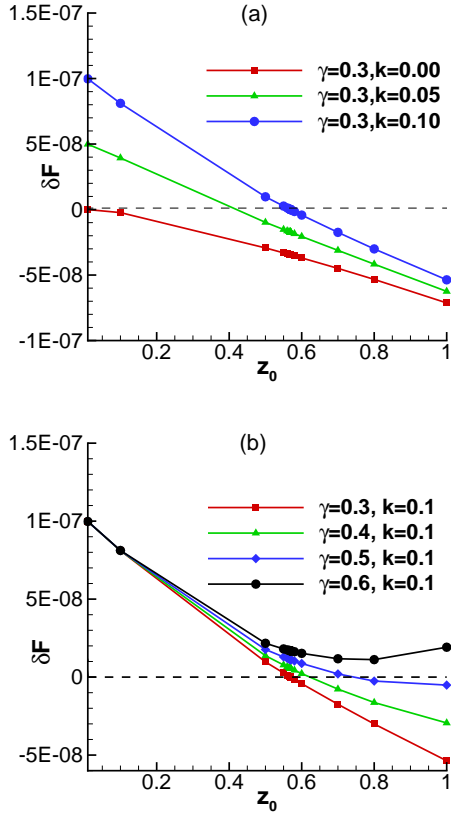 (a)
1.5E-07
1E-07
5E-08
0
-5E-08
-1E-07
δF
γ=0.3,k=0.00
γ=0.3,k=0.05
γ=0.3,k=0.10
0.2 0.4 0.6 0.8 1
z₀
(b)
1.5E-07
1E-07
5E-08
0
-5E-08
δF
γ=0.3, k=0.1
γ=0.4, k=0.1
γ=0.5, k=0.1
γ=0.6, k=0.1
0.2 0.4 0.6 0.8 1
z₀